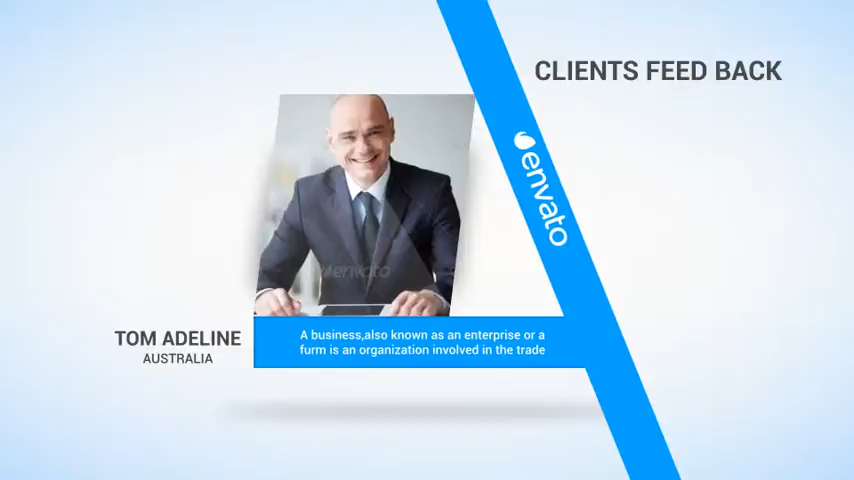 CLIENTS FEED BACK
envato
envato
TOM ADELINE
AUSTRALIA
A business,also known as an enterprise or a
furm is an organization involved in the trade